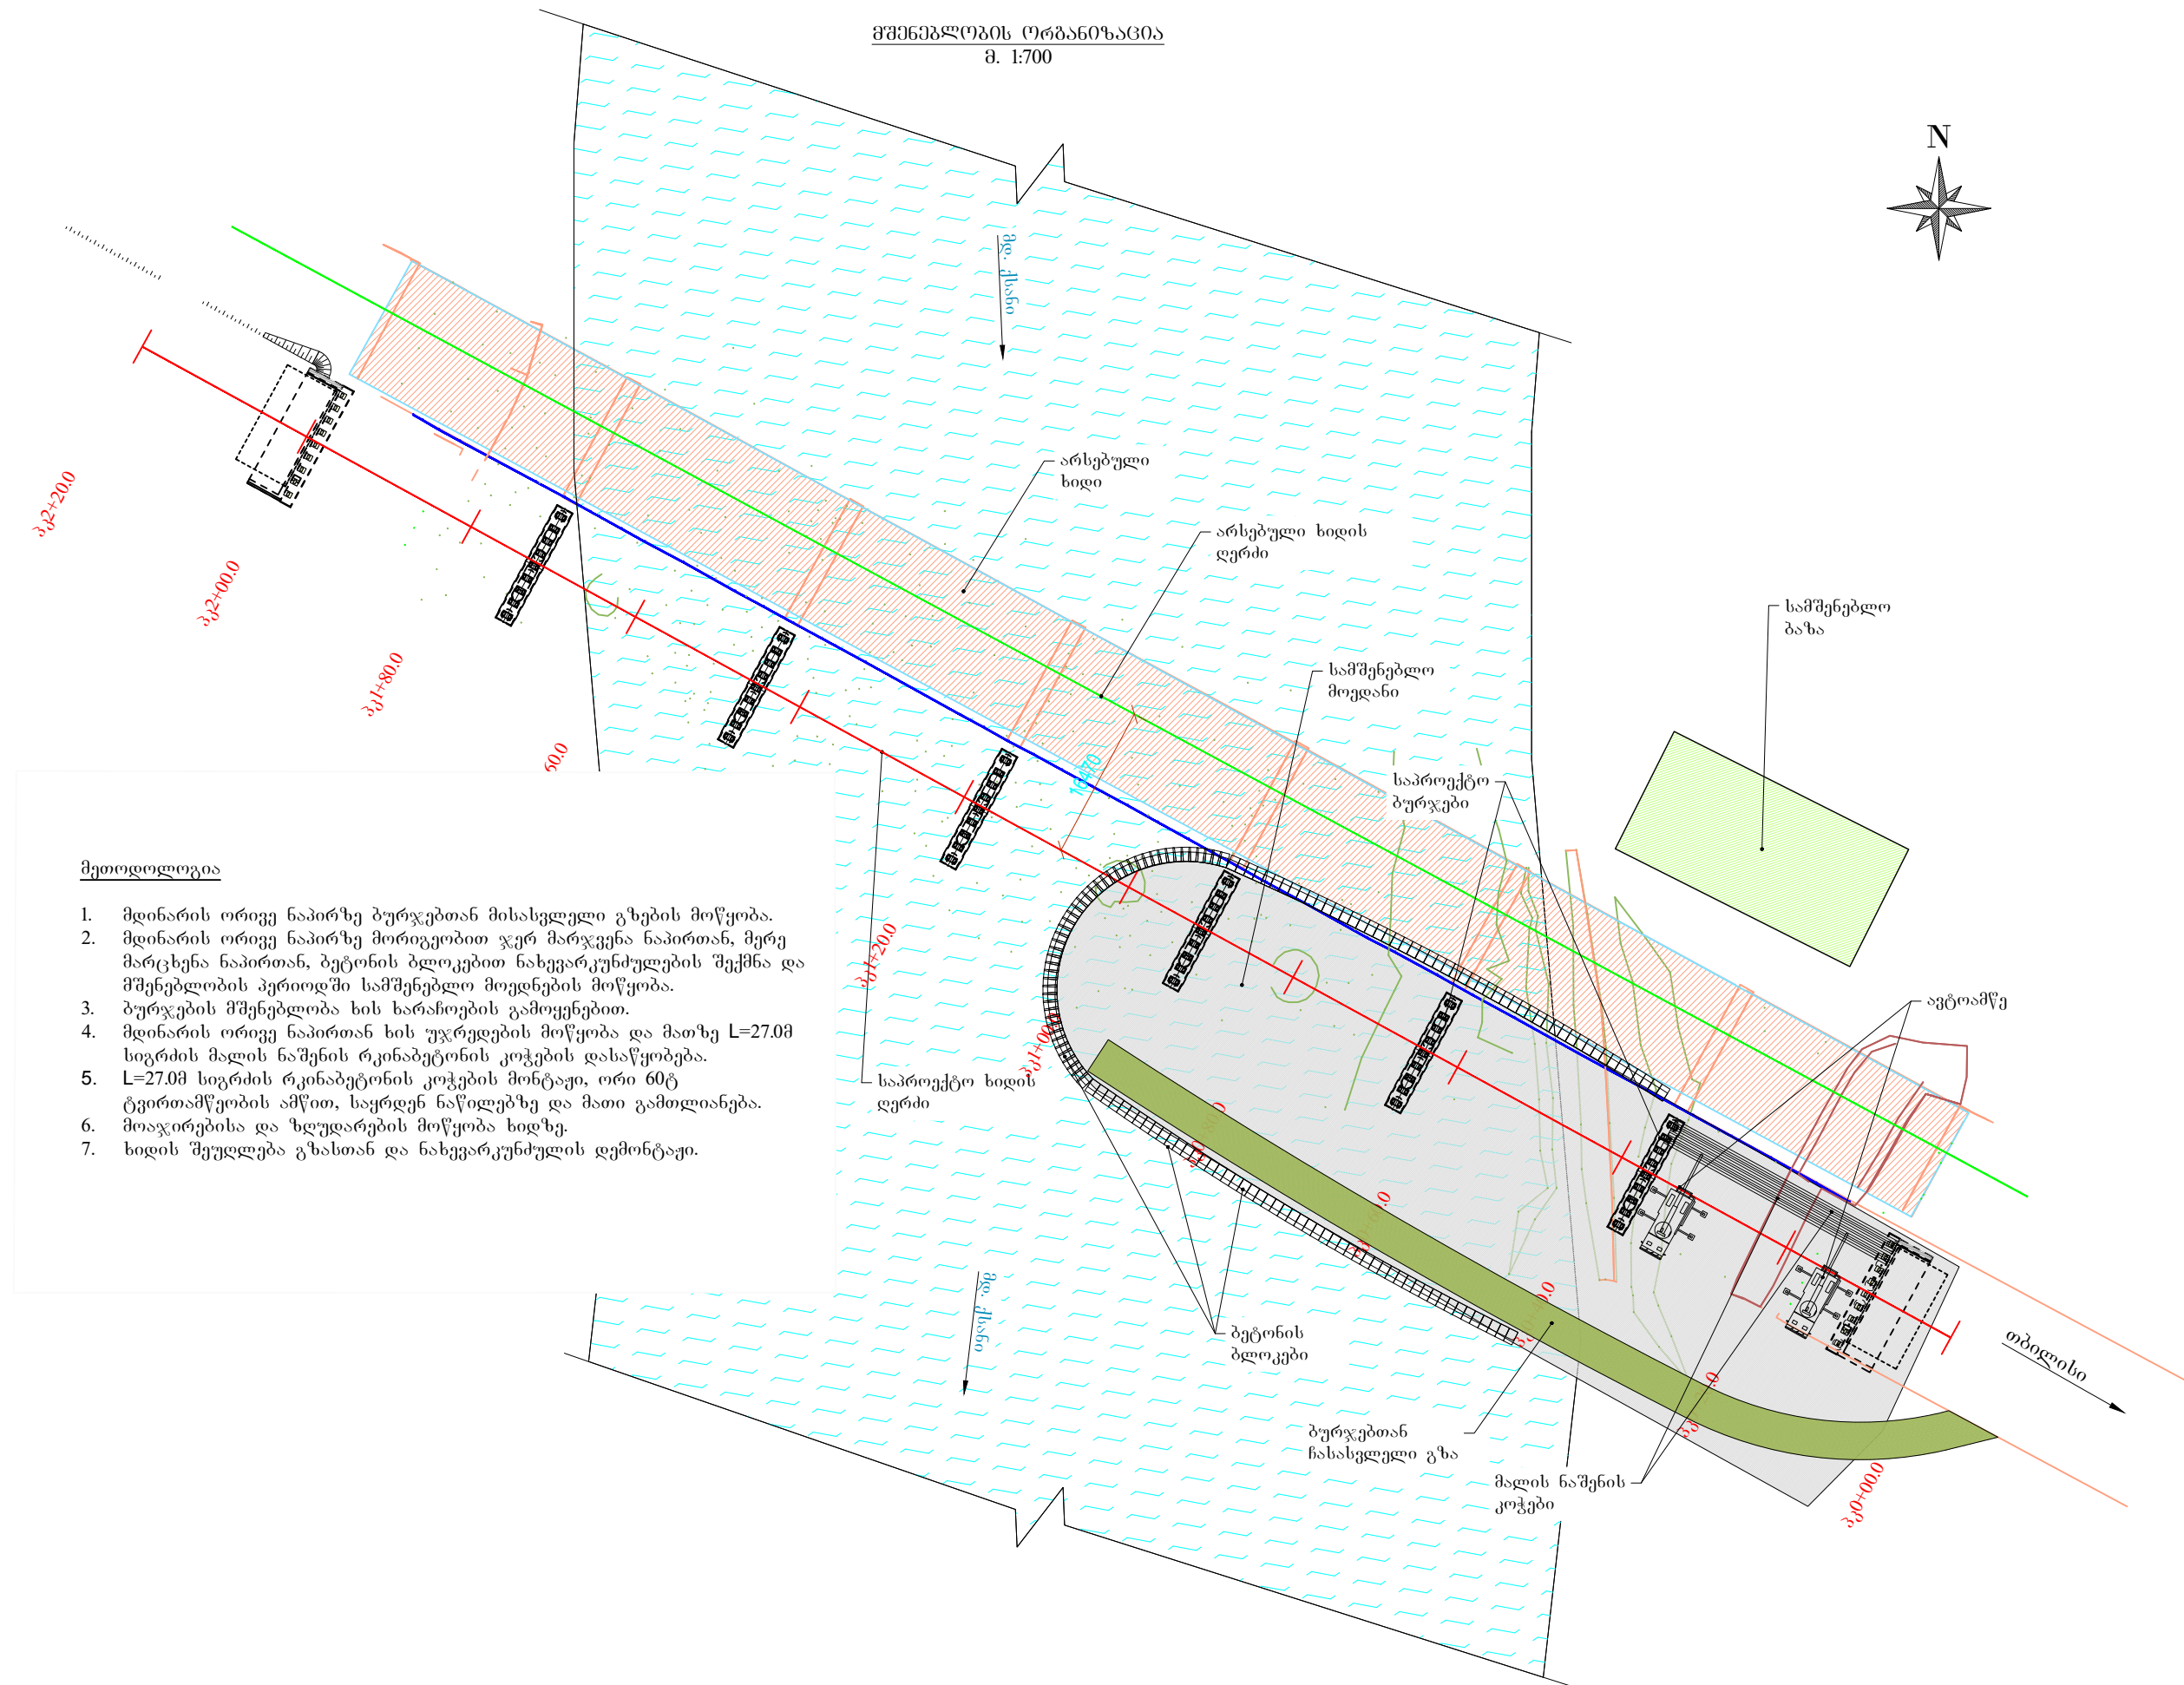 მშენებლობის ორგანიზაცია
მ. 1:700
N
მდ. ქსანი
არსებული
ხიდი
არსებული ხიდის
ღერძი
სამშენებლო
ბაზა
სამშენებლო
მოედანი
საპროექტო
ბურჯები
ავტოამწე
პკ2+20.0
პკ2+00.0
პკ1+80.0
60.0
პკ1+20.0
პკ1+00.0
80.0
პკ0+00.0
საპროექტო ხიდის
ღერძი
მეთოდოლოგია
1. მდინარის ორივე ნაპირზე ბურჯებთან მისასვლელი გზების მოწყობა.
2. მდინარის ორივე ნაპირზე მორიგეობით ჯერ მარჯვენა ნაპირთან, მერე
მარცხენა ნაპირთან, ბეტონის ბლოკებით ნახევარკუნძულების შექმნა და
მშენებლობის პერიოდში სამშენებლო მოედნების მოწყობა.
3. ბურჯების მშენებლობა ხის ხარაჩოების გამოყენებით.
4. მდინარის ორივე ნაპირთან ხის უჯრედების მოწყობა და მათზე L=27.0მ
სიგრძის მალის ნაშენის რკინაბეტონის კოჭების დასაწყობება.
5. L=27.0მ სიგრძის რკინაბეტონის კოჭების მონტაჟი, ორი 60ტ
ტვირთამწეობის ამწით, საყრდენ ნაწილებზე და მათი გამთლიანება.
6. მოაჯირებისა და ზღუდარების მოწყობა ხიდზე.
7. ხიდის შეუღლება გზასთან და ნახევარკუნძულის დემონტაჟი.
მდ. ქსანი
ბეტონის
ბლოკები
თბილისი
ბურჯებთან
ჩასასვლელი გზა
მალის ნაშენის
კოჭები